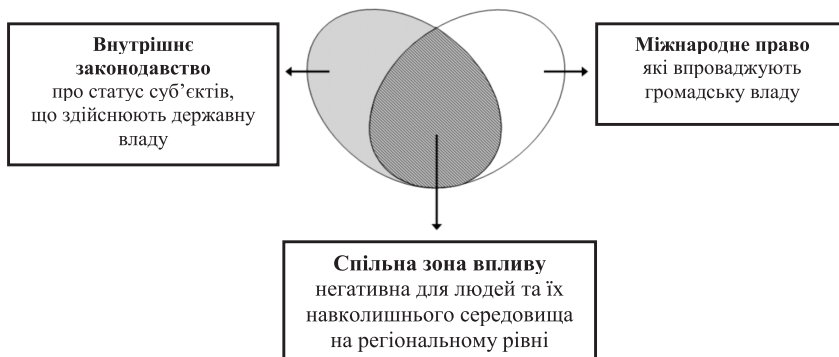 Внутрішнє
законодавство
про статус суб’єктів,
що здійснюють державну
владу
Міжнародне право
які впроваджують
громадську владу
Спільна зона впливу
негативна для людей та їх
навколишнього середовища
на регіональному рівні